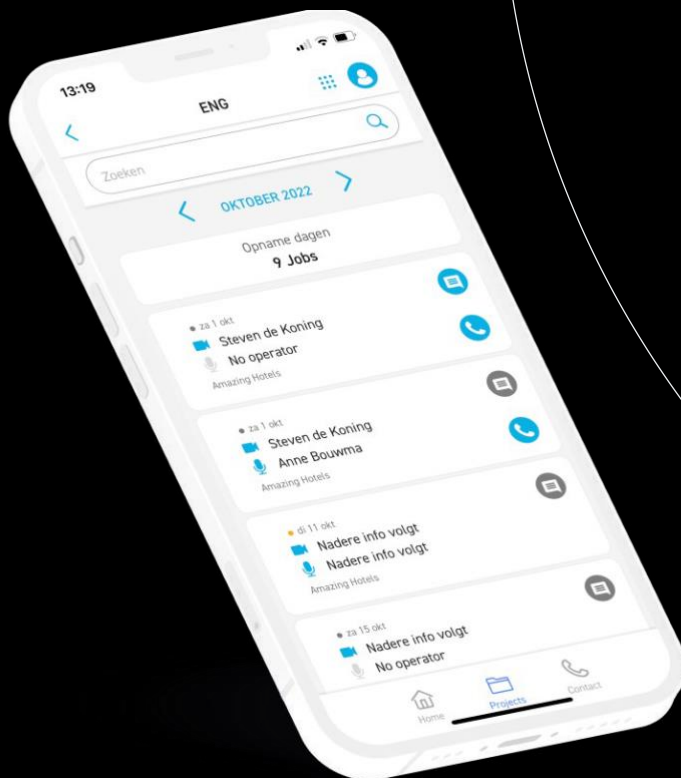 13:19
ENG
Zoeken
OKTOBER 2022
Opname dagen
9 Jobs
za 1 okt
Steven de Koning
No operator
Amazing Hotels
za 1 okt
Steven de Koning
Anne Bouwma
Amazing Hotels
di 11 okt
Nadere info volgt
Nadere info volgt
Amazing Hotels
za 15 okt
Nadere info volgt
No operator
Home
Projects
Contact